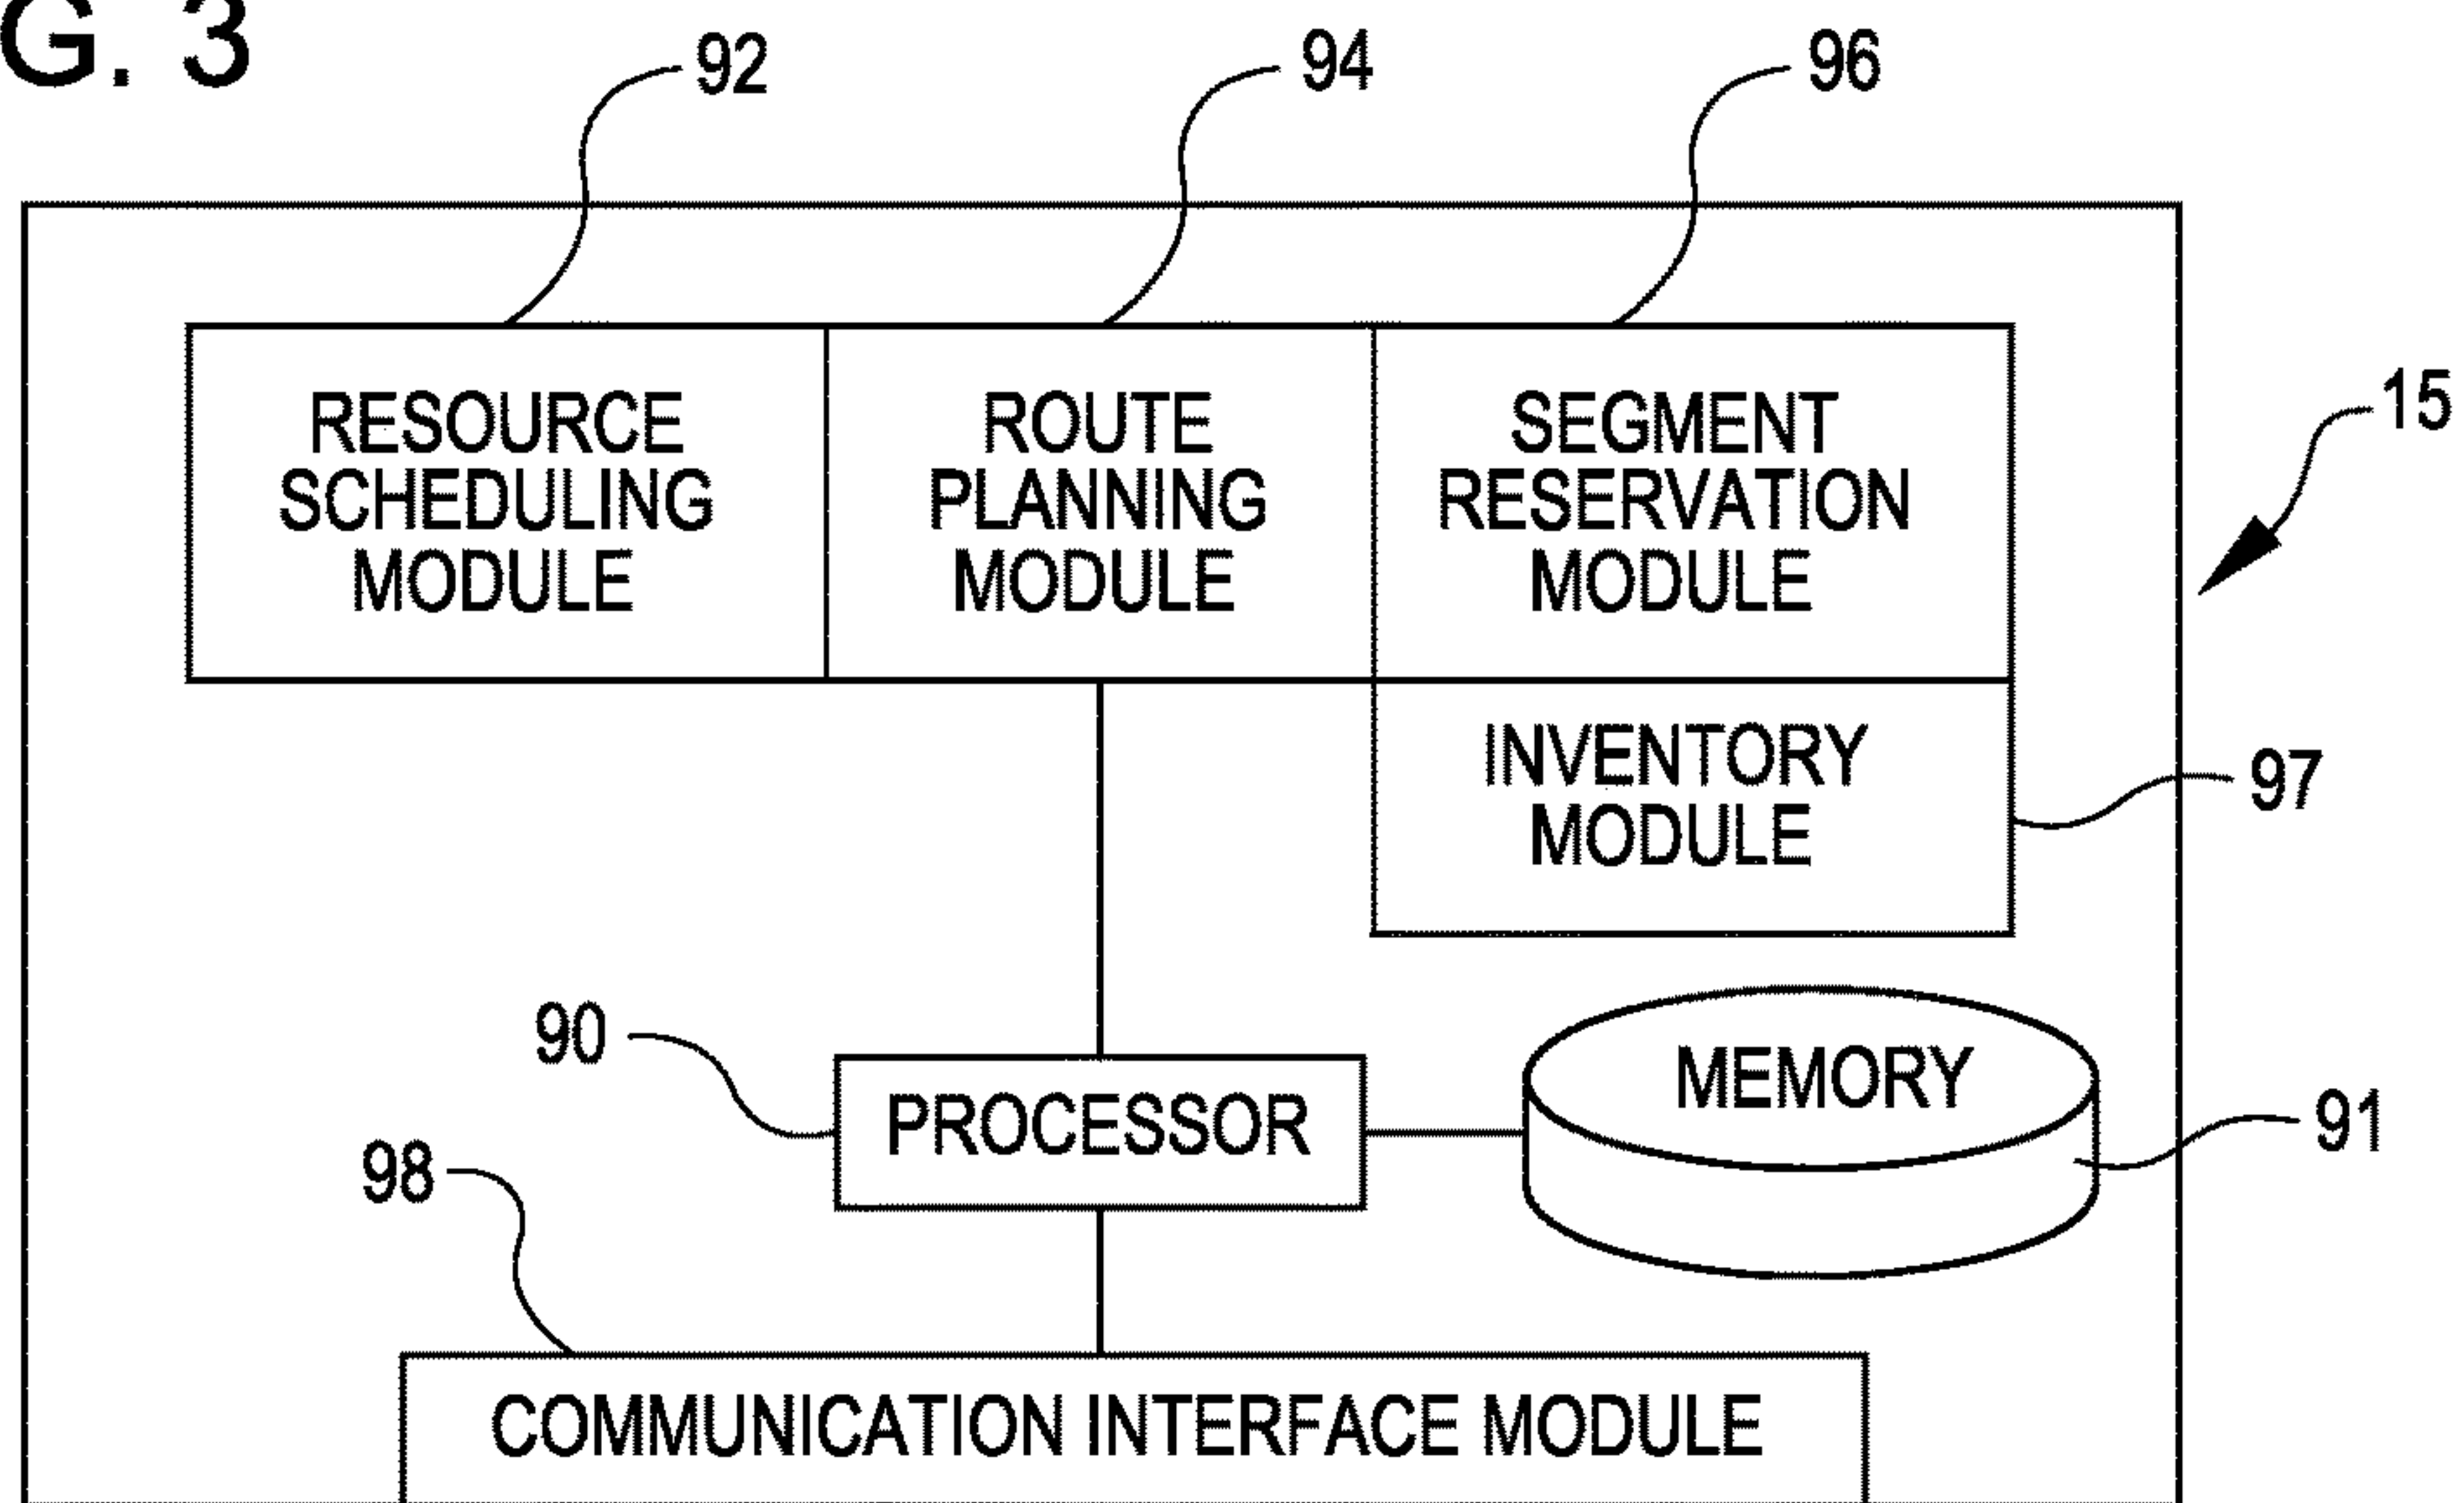 G. 3
92
94
96
RESOURCE
SCHEDULING
MODULE
ROUTE
PLANNING
MODULE
SEGMENT
RESERVATION
MODULE
15
INVENTORY
MODULE
97
90
PROCESSOR
MEMORY
91
98
COMMUNICATION INTERFACE MODULE